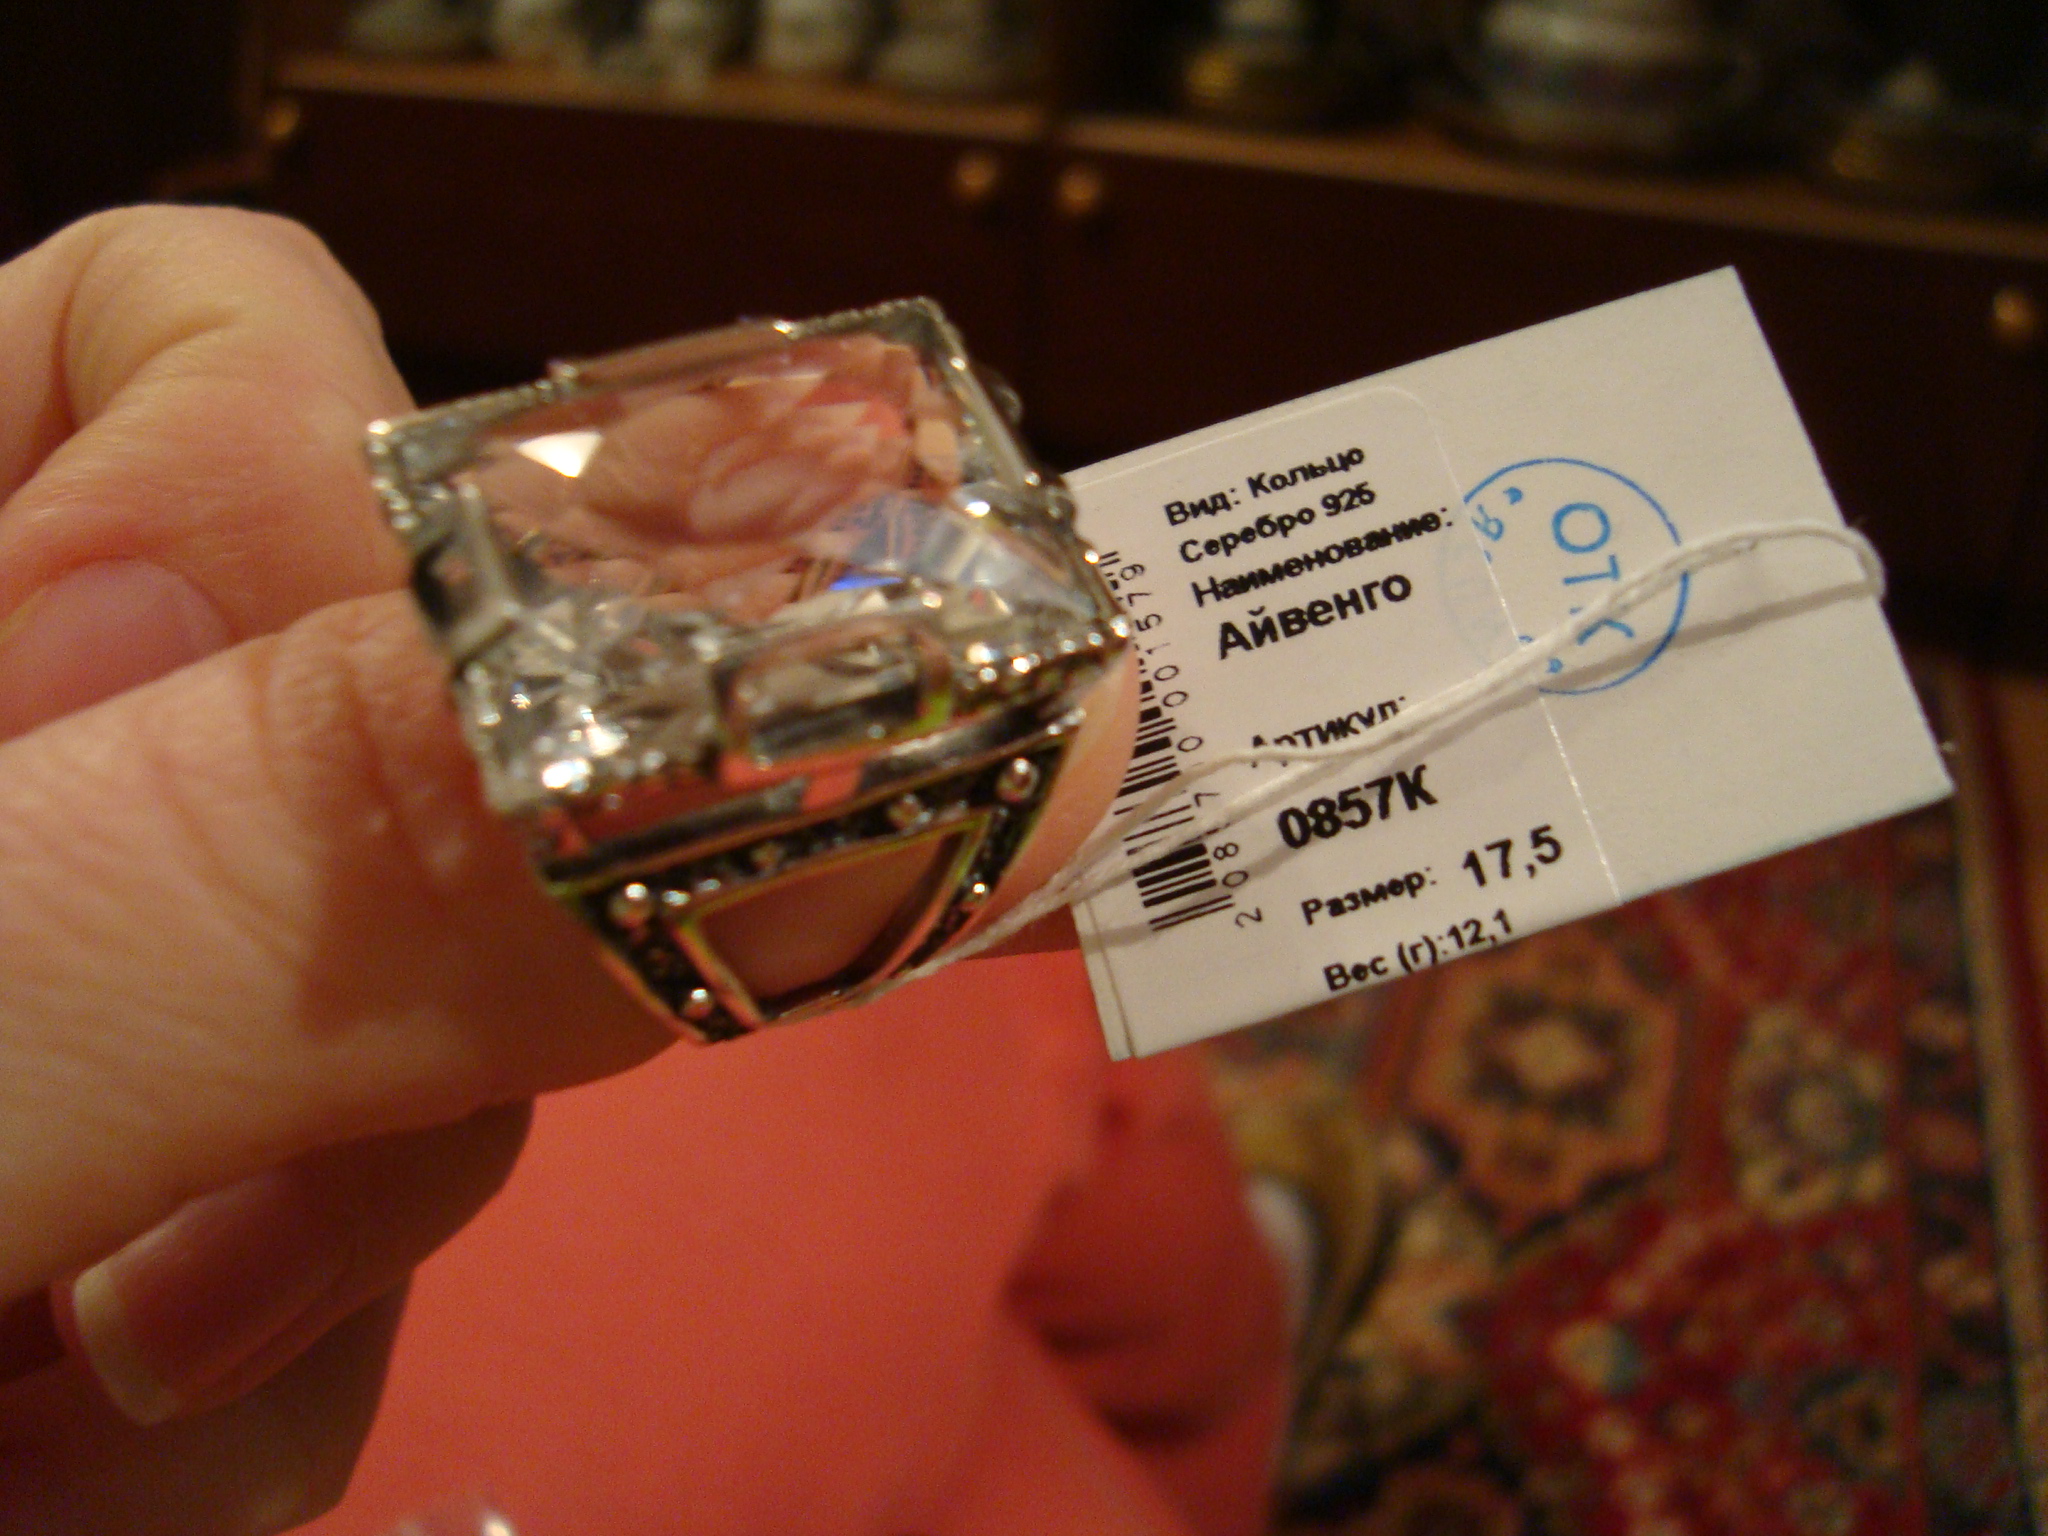 Вид: Кольцо
Серебро 925
Наименование:
Айвенго
Артикул:
0857К
Размер: 17,5
Вес (г):12,1
ОТК